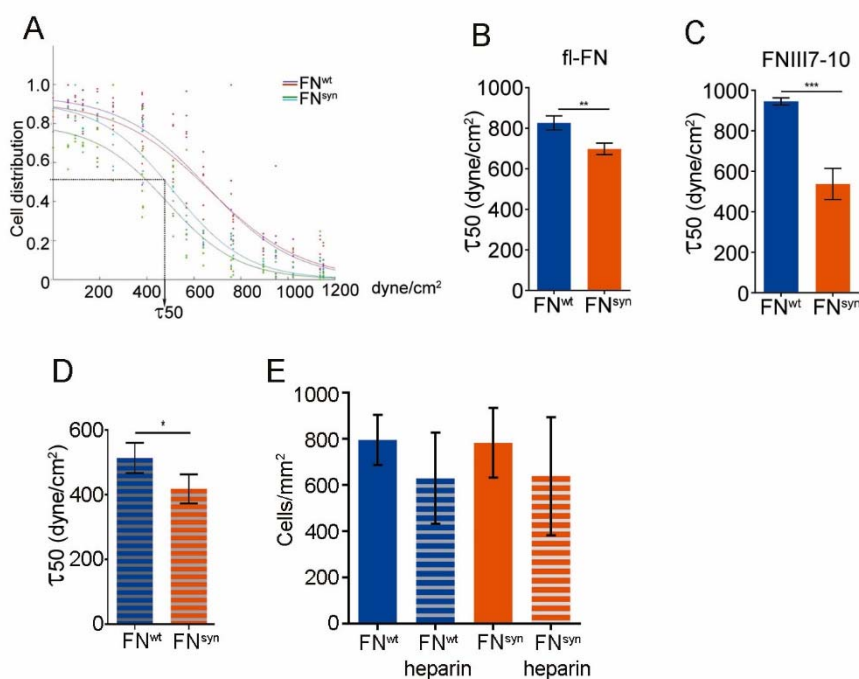 A
Cell distribution
1.0
0.8
0.6
0.4
0.2
0
200 400 600 800 1000 1200 dyne/cm²
τ50
FNwt
FNsyn
B
fl-FN
**
τ50 (dyne/cm²)
1000
800
600
400
200
0
FNwt FNsyn
C
FNIII7-10
***
τ50 (dyne/cm²)
1000
800
600
400
200
0
FNwt FNsyn
D
*
τ50 (dyne/cm²)
600
400
200
0
FNwt FNsyn
E
Cells/mm²
1000
800
600
400
200
0
FNwt FNwt FNsyn FNsyn
heparin heparin